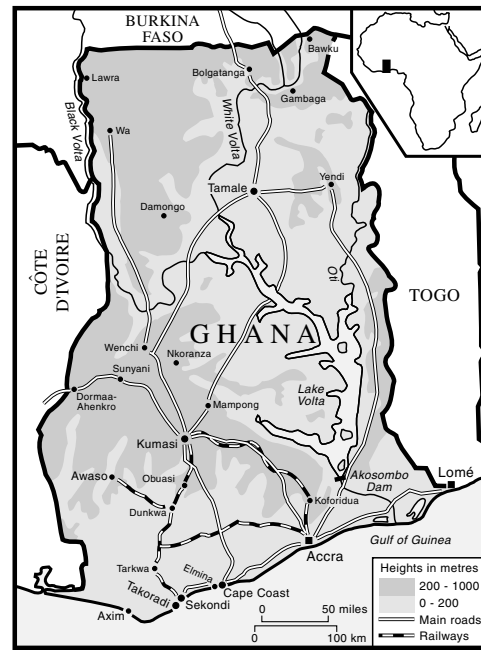 BURKINA
FASO
Bawku
Lawra
Bolgatanga
Gambaga
Black Volta
White Volta
Wa
Yendi
Tamale
Damongo
Oti
CÔTE
D'IVOIRE
TOGO
GHANA
Wenchi
Nkoranza
Sunyani
Lake
Volta
Dormaa-
Ahenkro
Mampong
Kumasi
Awaso
Obuasi
Akosombo
Dam
Lomé
Koforidua
Dunkwa
Gulf of Guinea
Accra
Tarkwa
Elmina
Takoradi
Cape Coast
Sekondi
Axim
Heights in metres
200 - 1000
0 - 200
Main roads
Railways
0 50 miles
0 100 km